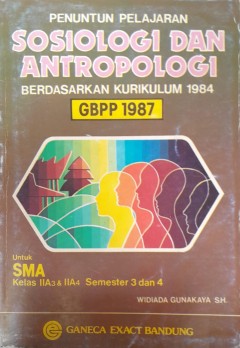 PENUNTUN PELAJARAN
SOSIOLOGI DAN
ANTROPOLOGI
BERDASARKAN KURIKULUM 1984
GBPP 1987
Untuk
SMA
Kelas IIA3 & IIA4 Semester 3 dan 4
WIDIADA GUNAKAYA SH.
GANECA EXACT BANDUNG